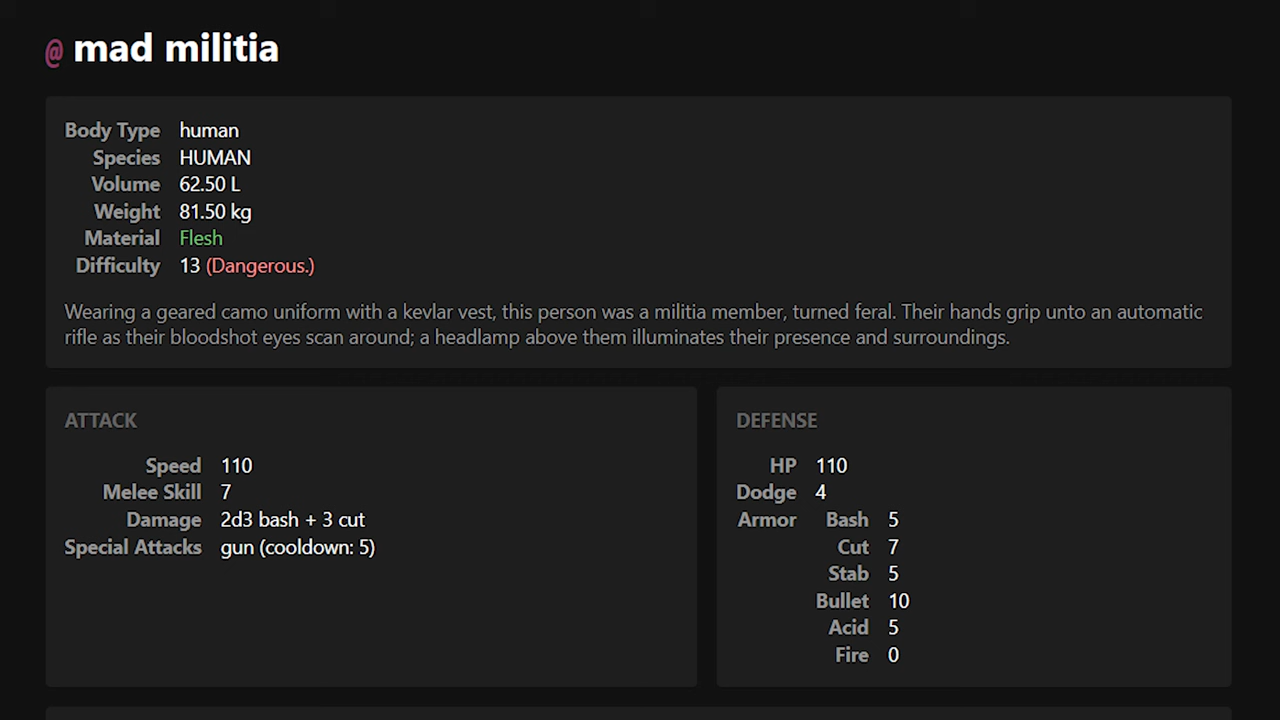 @ mad militia
Body Type human
Species HUMAN
Volume 62.50 L
Weight 81.50 kg
Material Flesh
Difficulty 13 (Dangerous.)
Wearing a geared camo uniform with a kevlar vest, this person was a militia member, turned feral. Their hands grip unto an automatic
rifle as their bloodshot eyes scan around; a headlamp above them illuminates their presence and surroundings.
ATTACK
Speed 110
Melee Skill 7
Damage 2d3 bash + 3 cut
Special Attacks gun (cooldown: 5)
DEFENSE
HP 110
Dodge 4
Armor Bash 5
Cut 7
Stab 5
Bullet 10
Acid 5
Fire 0